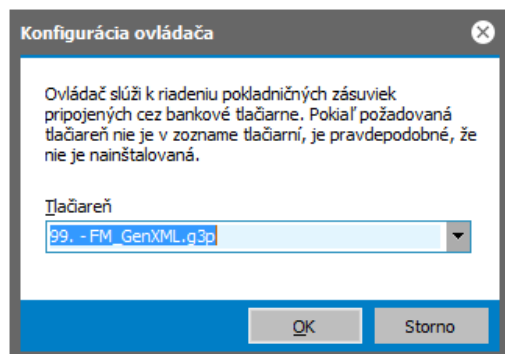 Konfigurácia ovládača
Ovládač slúži k riadeniu pokladničných zásuviek
pripojených cez bankové tlačiarne. Pokiaľ požadovaná
tlačiareň nie je v zozname tlačiarní, je pravdepodobné, že
nie je nainštalovaná.
Tlačiareň
99. - FM_GenXML.g3p
OK
Storno